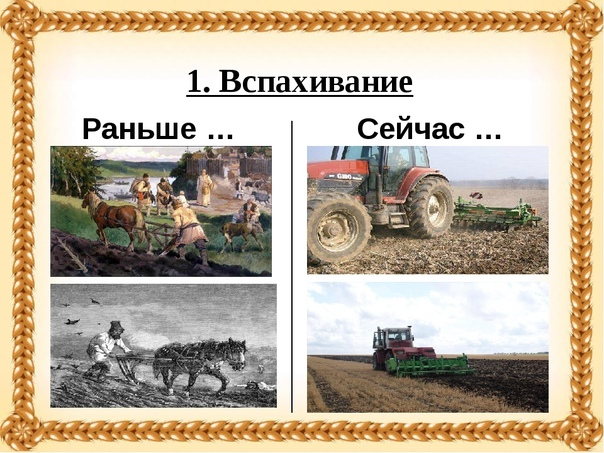 1. Вспахивание
Раньше …
Сейчас …